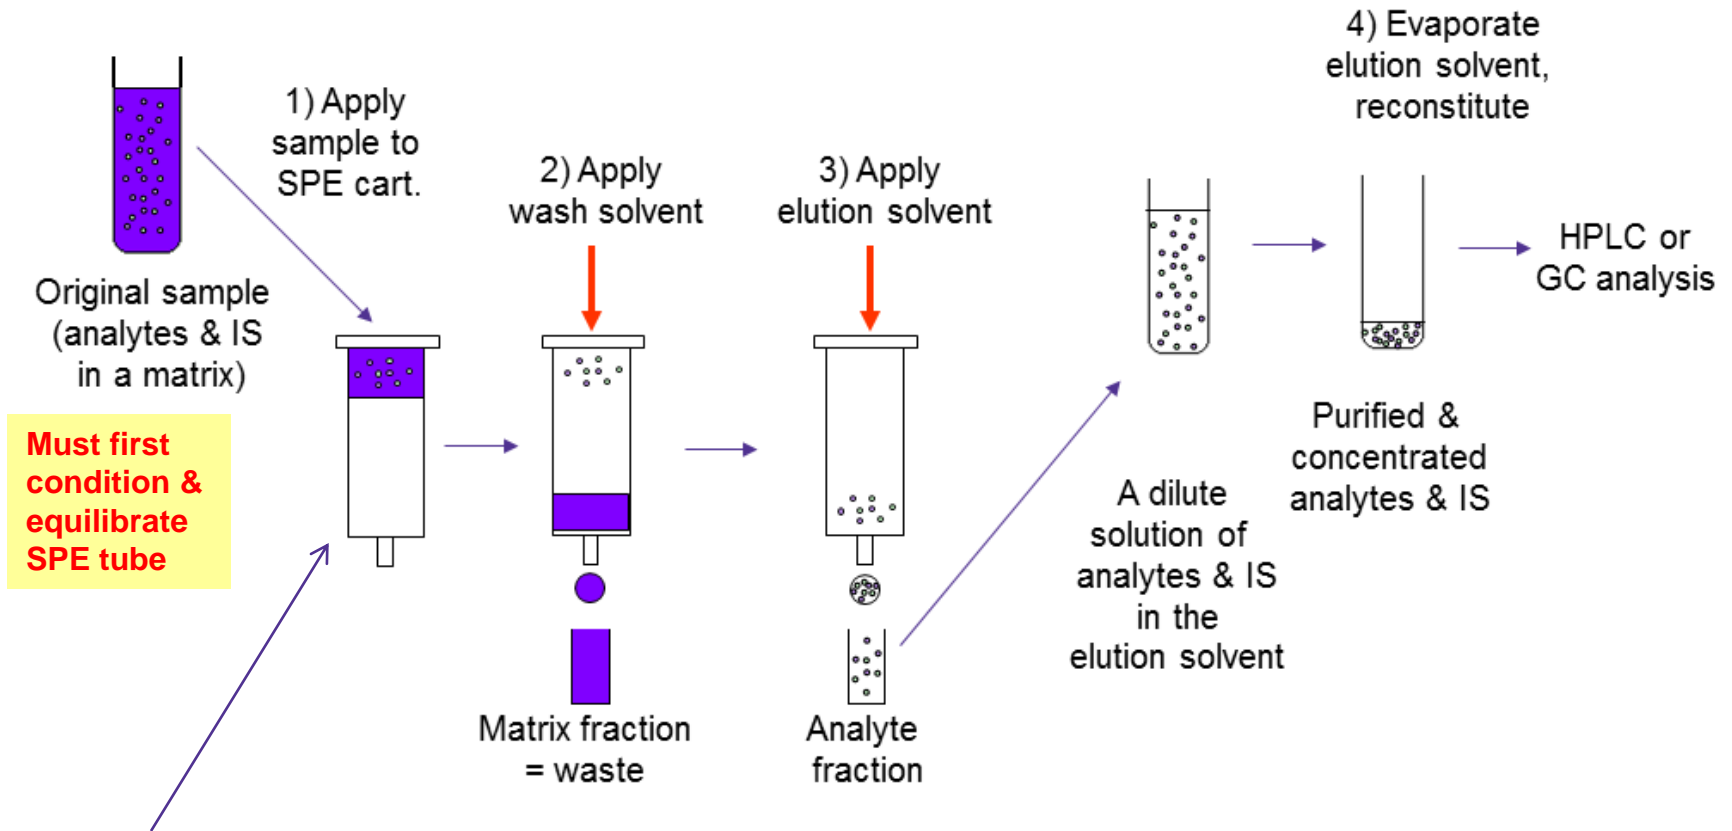 1) Apply
sample to
SPE cart.
Original sample
(analytes & IS
in a matrix)
Must first
condition &
equilibrate
SPE tube
2) Apply
wash solvent
Matrix fraction
= waste
3) Apply
elution solvent
Analyte
fraction
A dilute
solution of
analytes & IS
in the
elution solvent
4) Evaporate
elution solvent,
reconstitute
Purified &
concentrated
analytes & IS
HPLC or
GC analysis